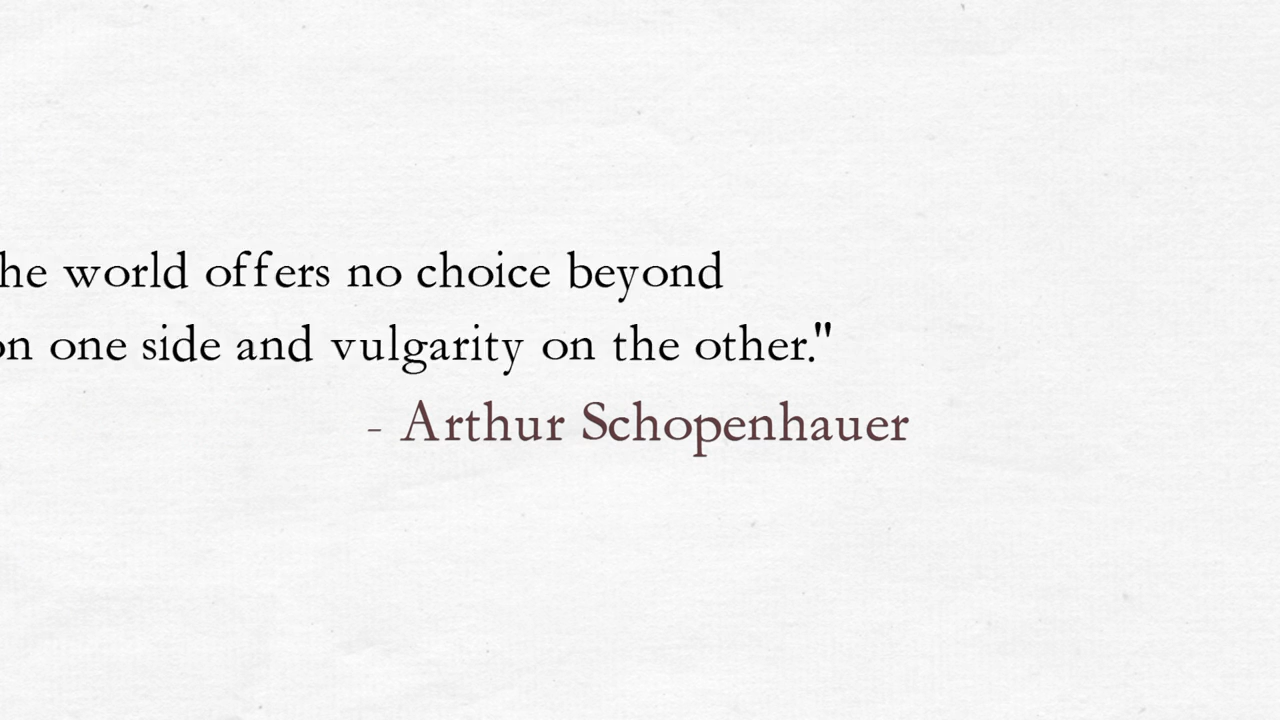 he world offers no choice beyond
on one side and vulgarity on the other."
- Arthur Schopenhauer